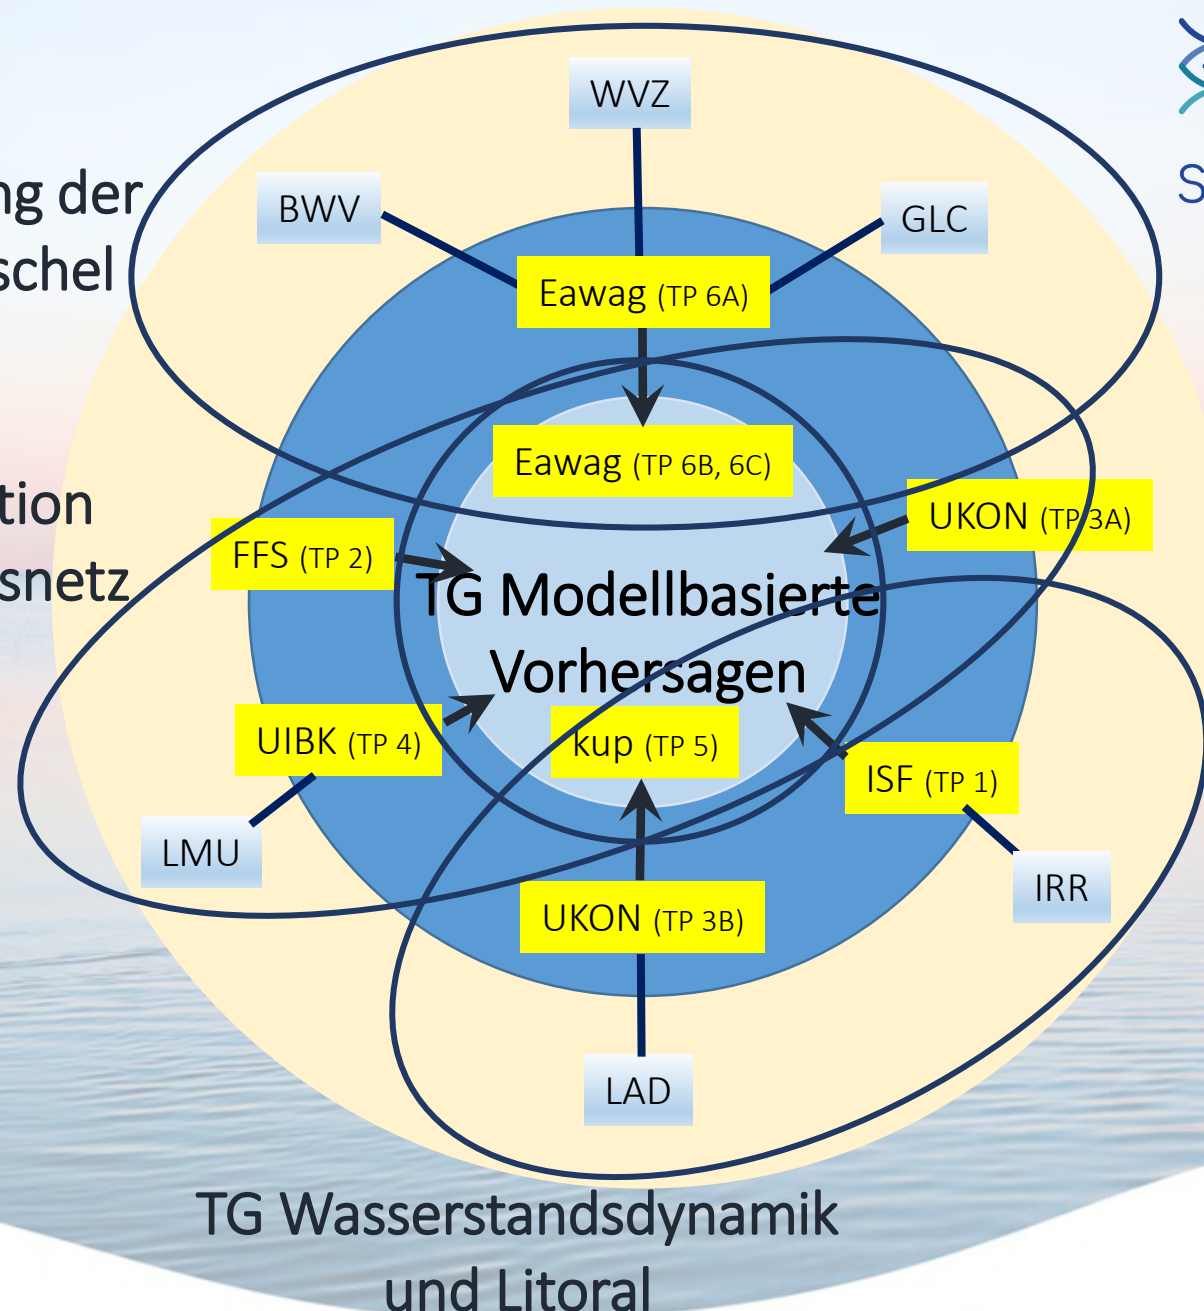 WVZ
ng der
BWV
GLC
schel
Eawag (TP 6A)
Eawag (TP 6B, 6C)
tion
UKON (TP 3A)
FFS (TP 2)
snetz
TG Modellbasierte
Vorhersagen
UIBK (TP 4)
kup (TP 5)
ISF (TP 1)
LMU
IRR
UKON (TP 3B)
LAD
TG Wasserstandsdynamik
und Litoral
S